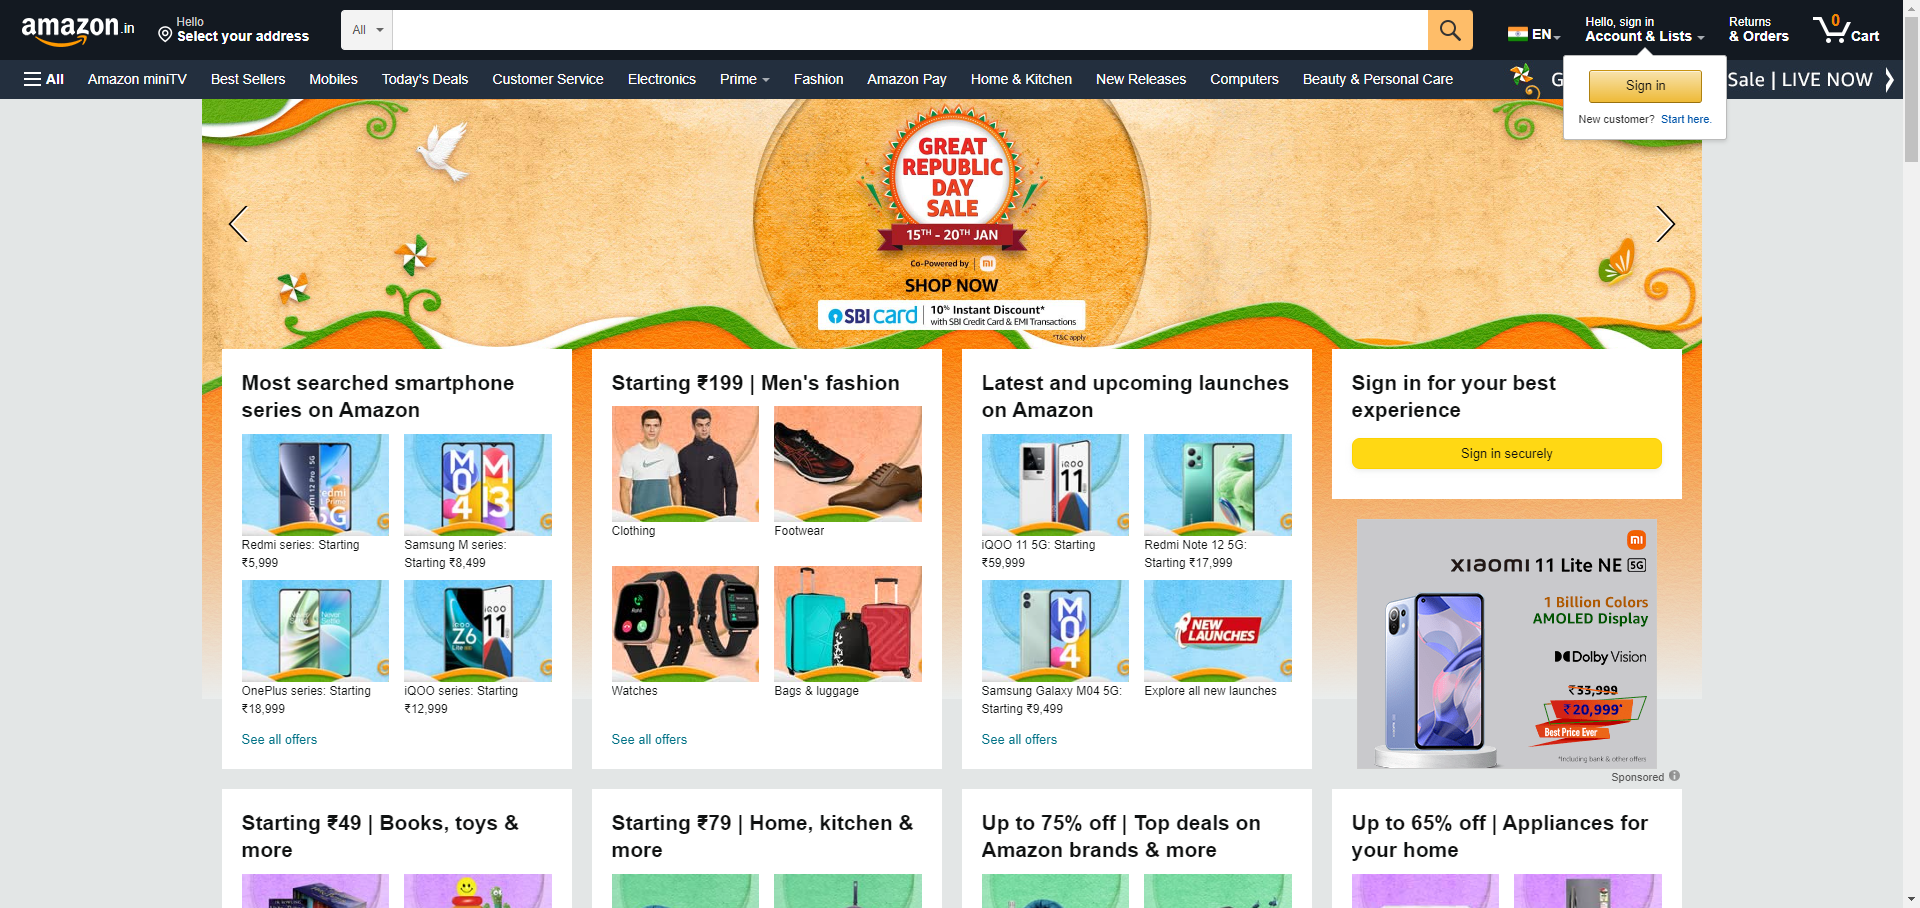 amazon.in
Hello
Select your address
All
EN
Hello, sign in
Account & Lists
Returns
& Orders
0
Cart
All
Amazon miniTV
Best Sellers
Mobiles
Today's Deals
Customer Service
Electronics
Prime
Fashion
Amazon Pay
Home & Kitchen
New Releases
Computers
Beauty & Personal Care
G
Sale | LIVE NOW
Sign in
New customer? Start here.
GREAT
REPUBLIC
DAY
SALE
15TH - 20TH JAN
Co-Powered by | mi
SHOP NOW
SBI card
10% Instant Discount*
with SBI Credit Card & EMI Transactions
*T&C apply
Most searched smartphone
series on Amazon
Redmi series: Starting
₹5,999
M04
M13
Samsung M series:
Starting ₹8,499
OnePlus series: Starting
₹18,999
iQOO
Z6
Lite
iQOO
11
iQOO series: Starting
₹12,999
See all offers
Starting ₹199 | Men's fashion
Clothing
Footwear
Watches
Bags & luggage
See all offers
Latest and upcoming launches
on Amazon
iQOO
11
iQOO 11 5G: Starting
₹59,999
Redmi Note 12 5G:
Starting ₹17,999
M04
Samsung Galaxy M04 5G:
Starting ₹9,499
NEW
LAUNCHES
Explore all new launches
See all offers
Sign in for your best
experience
Sign in securely
mi
xiaomi 11 Lite NE 5G
1 Billion Colors
AMOLED Display
Dolby Vision
₹33,999
₹20,999*
Best Price Ever
*Including bank & other offers
Sponsored
Starting ₹49 | Books, toys &
more
Starting ₹79 | Home, kitchen &
more
Up to 75% off | Top deals on
Amazon brands & more
Up to 65% off | Appliances for
your home